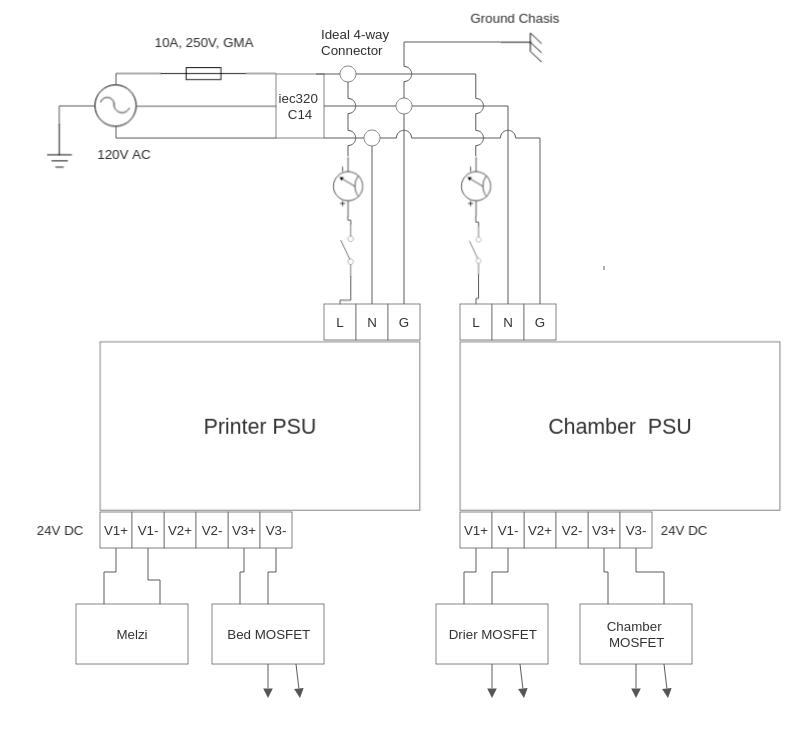 Ground Chasis
Ideal 4-way
Connector
10A, 250V, GMA
iec320
C14
120V AC
L N G
L N G
Printer PSU
Chamber PSU
24V DC
V1+ V1- V2+ V2- V3+ V3-
V1+ V1- V2+ V2- V3+ V3-
24V DC
Melzi
Bed MOSFET
Drier MOSFET
Chamber
MOSFET